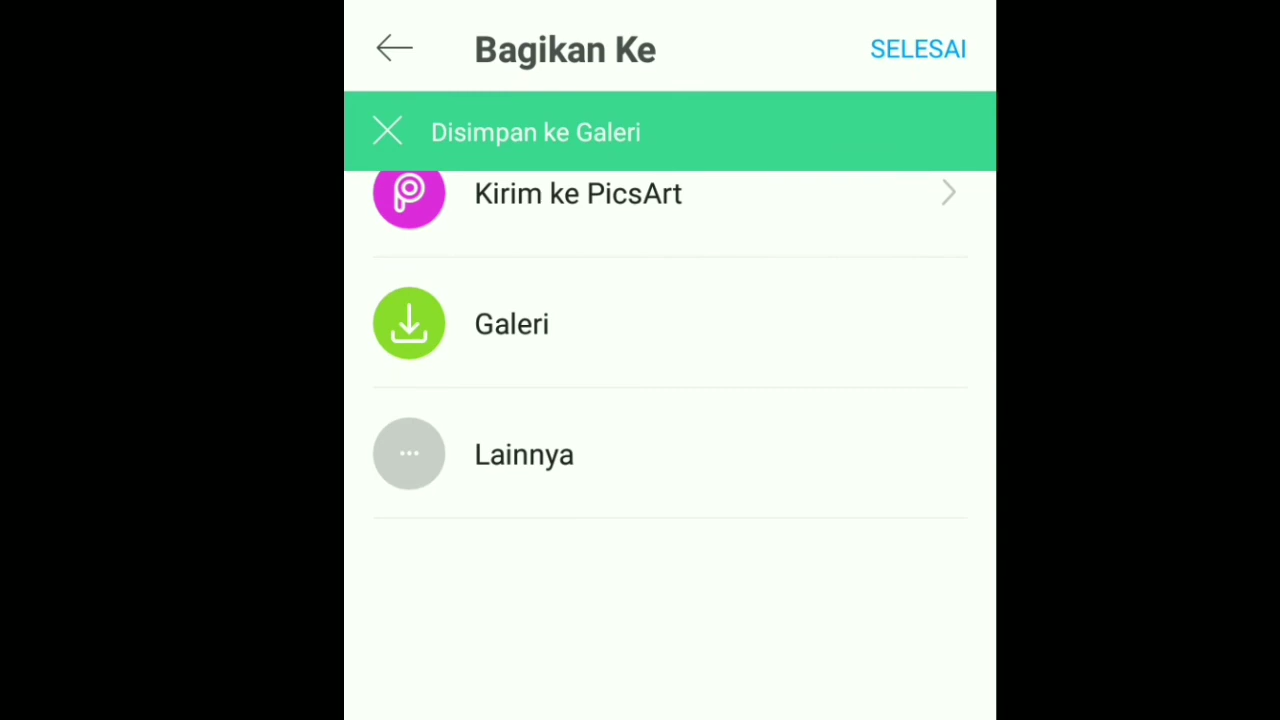 Bagikan Ke
SELESAI
Disimpan ke Galeri
Kirim ke PicsArt
Galeri
Lainnya